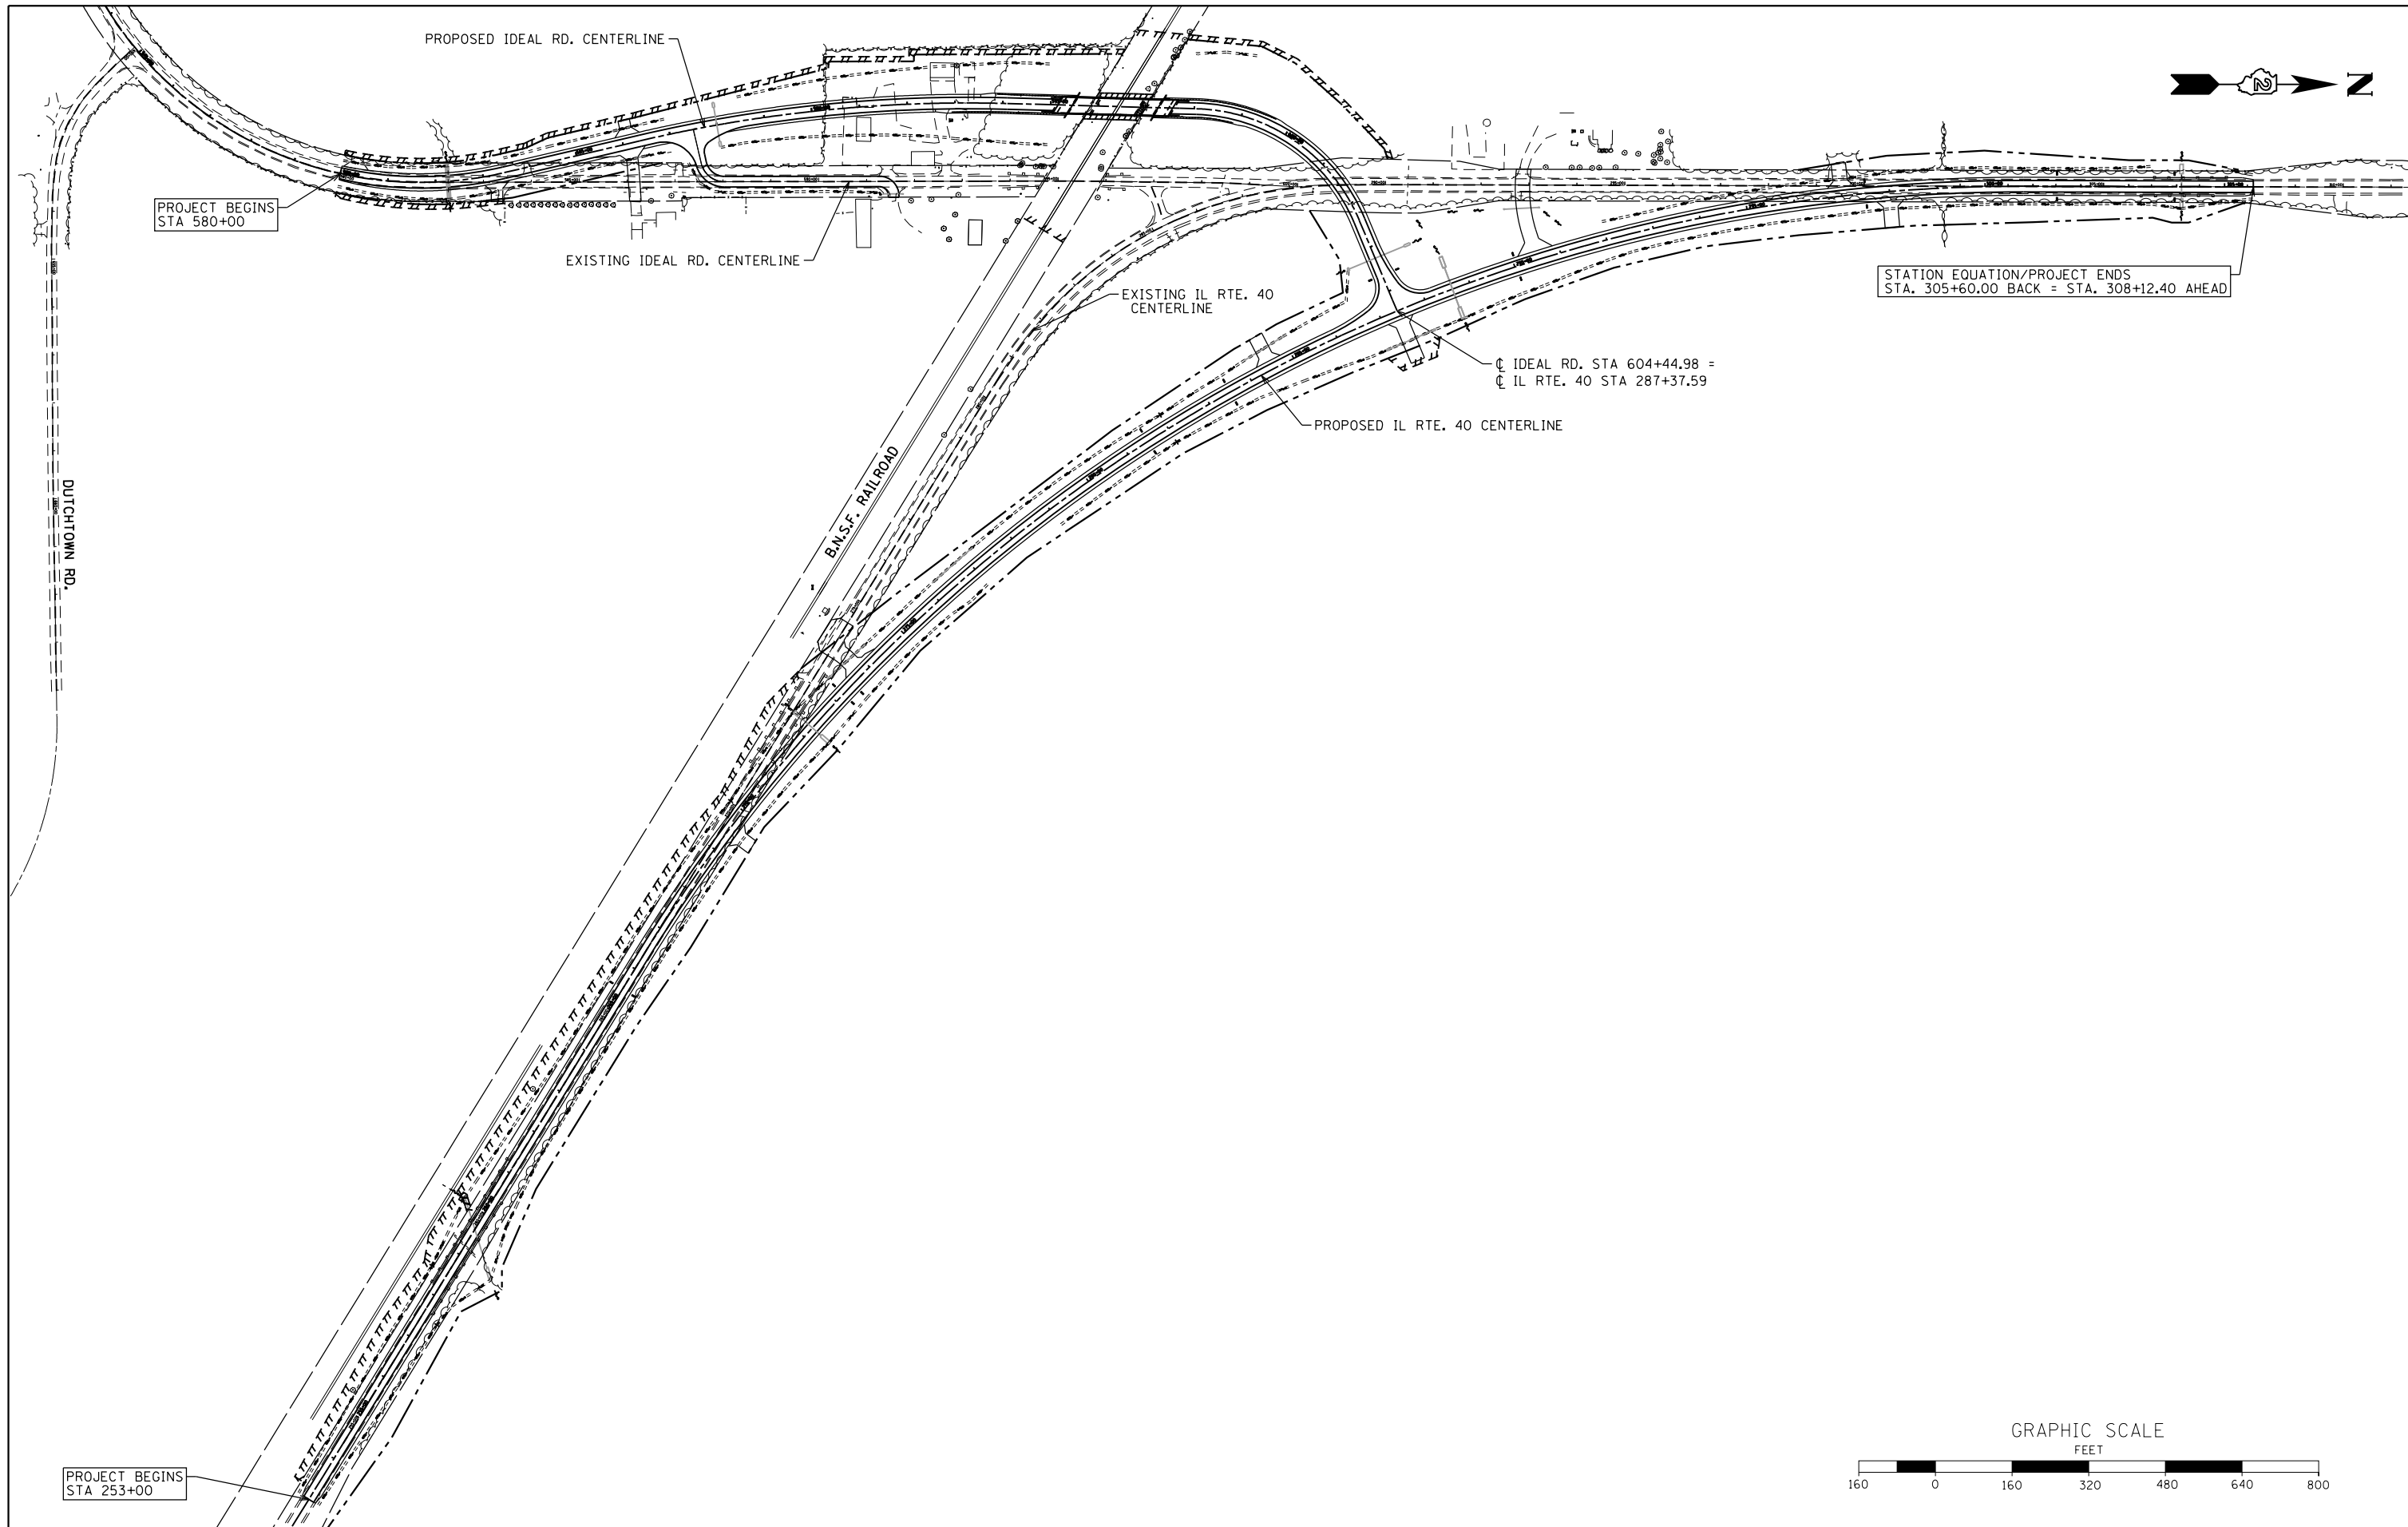 PROPOSED IDEAL RD. CENTERLINE
N
2
PROJECT BEGINS
STA 580+00
EXISTING IDEAL RD. CENTERLINE
EXISTING IL RTE. 40
CENTERLINE
STATION EQUATION/PROJECT ENDS
STA. 305+60.00 BACK = STA. 308+12.40 AHEAD
℄ IDEAL RD. STA 604+44.98 =
℄ IL RTE. 40 STA 287+37.59
PROPOSED IL RTE. 40 CENTERLINE
B.N.S.F. RAILROAD
DUTCHTOWN RD.
PROJECT BEGINS
STA 253+00
GRAPHIC SCALE
FEET
160 0 160 320 480 640 800